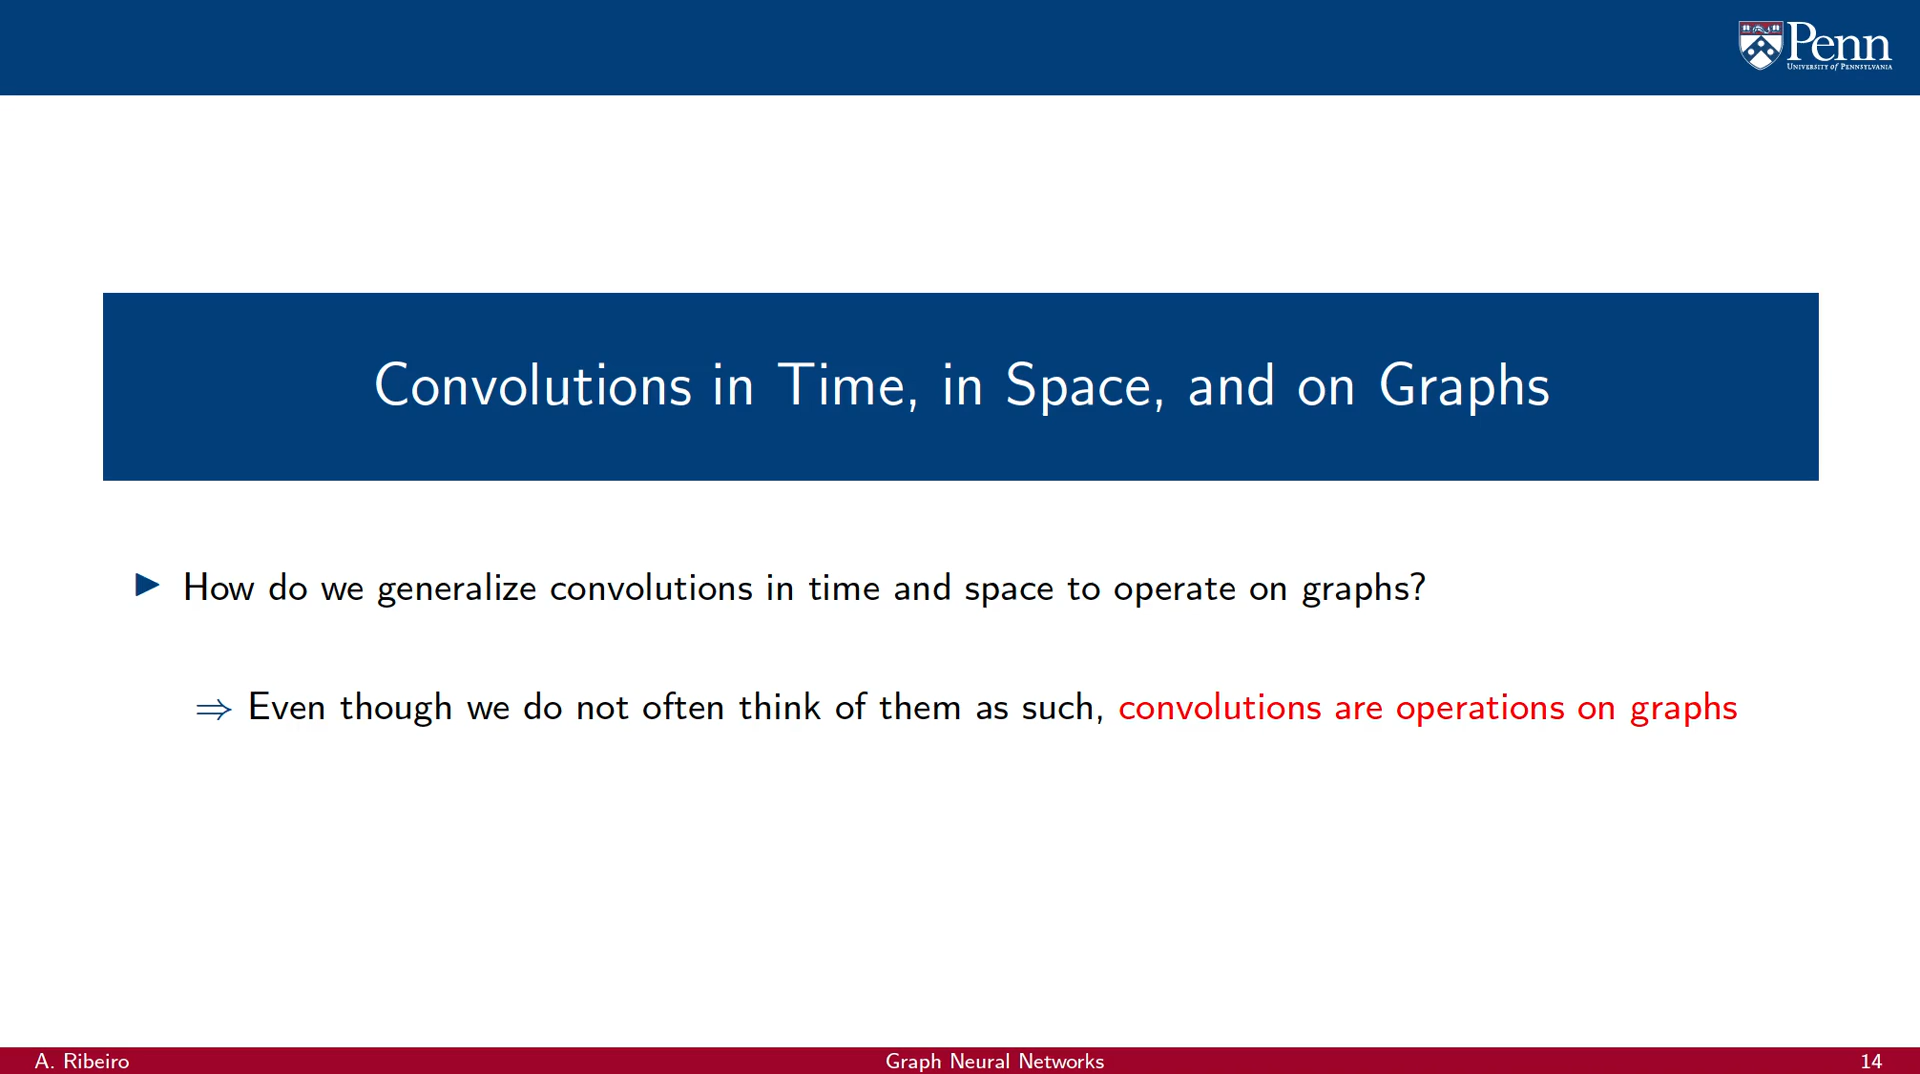 Penn
UNIVERSITY of PENNSYLVANIA
Convolutions in Time, in Space, and on Graphs
▶ How do we generalize convolutions in time and space to operate on graphs?
⇒ Even though we do not often think of them as such, convolutions are operations on graphs
A. Ribeiro
Graph Neural Networks
14